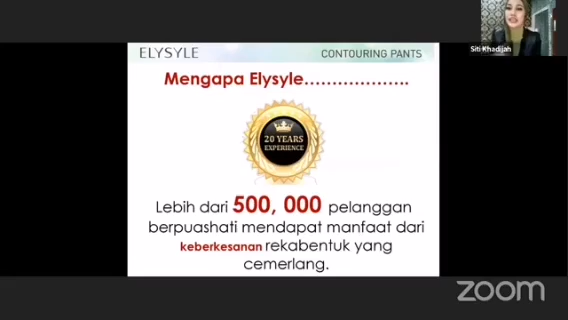 Siti Khadijah
ELYSYLE CONTOURING PANTS
Mengapa Elysyle……………….
20 YEARS
EXPERIENCE
Lebih dari 500, 000 pelanggan
berpuashati mendapat manfaat dari
keberkesanan rekabentuk yang
cemerlang.
zoom